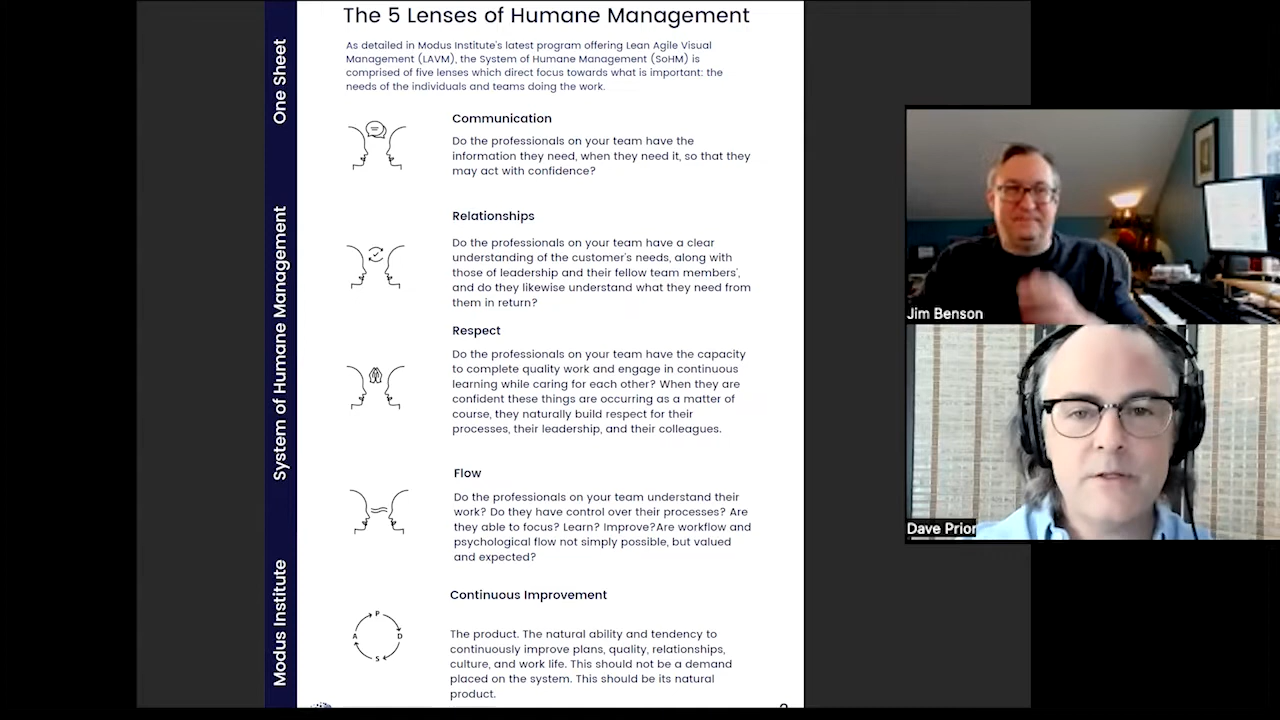 The 5 Lenses of Humane Management
As detailed in Modus Institute's latest program offering Lean Agile Visual
Management (LAVM), the System of Humane Management (SoHM) is
comprised of five lenses which direct focus towards what is important: the
needs of the individuals and teams doing the work.
One Sheet
System of Humane Management
Modus Institute
Communication
Do the professionals on your team have the
information they need, when they need it, so that they
may act with confidence?
Relationships
Do the professionals on your team have a clear
understanding of the customer's needs, along with
those of leadership and their fellow team members',
and do they likewise understand what they need from
them in return?
Respect
Do the professionals on your team have the capacity
to complete quality work and engage in continuous
learning while caring for each other? When they are
confident these things are occurring as a matter of
course, they naturally build respect for their
processes, their leadership, and their colleagues.
Flow
Do the professionals on your team understand their
work? Do they have control over their processes? Are
they able to focus? Learn? Improve?Are workflow and
psychological flow not simply possible, but valued
and expected?
Continuous Improvement
P
A
D
S
The product. The natural ability and tendency to
continuously improve plans, quality, relationships,
culture, and work life. This should not be a demand
placed on the system. This should be its natural
product.
Jim Benson
Dave Prior